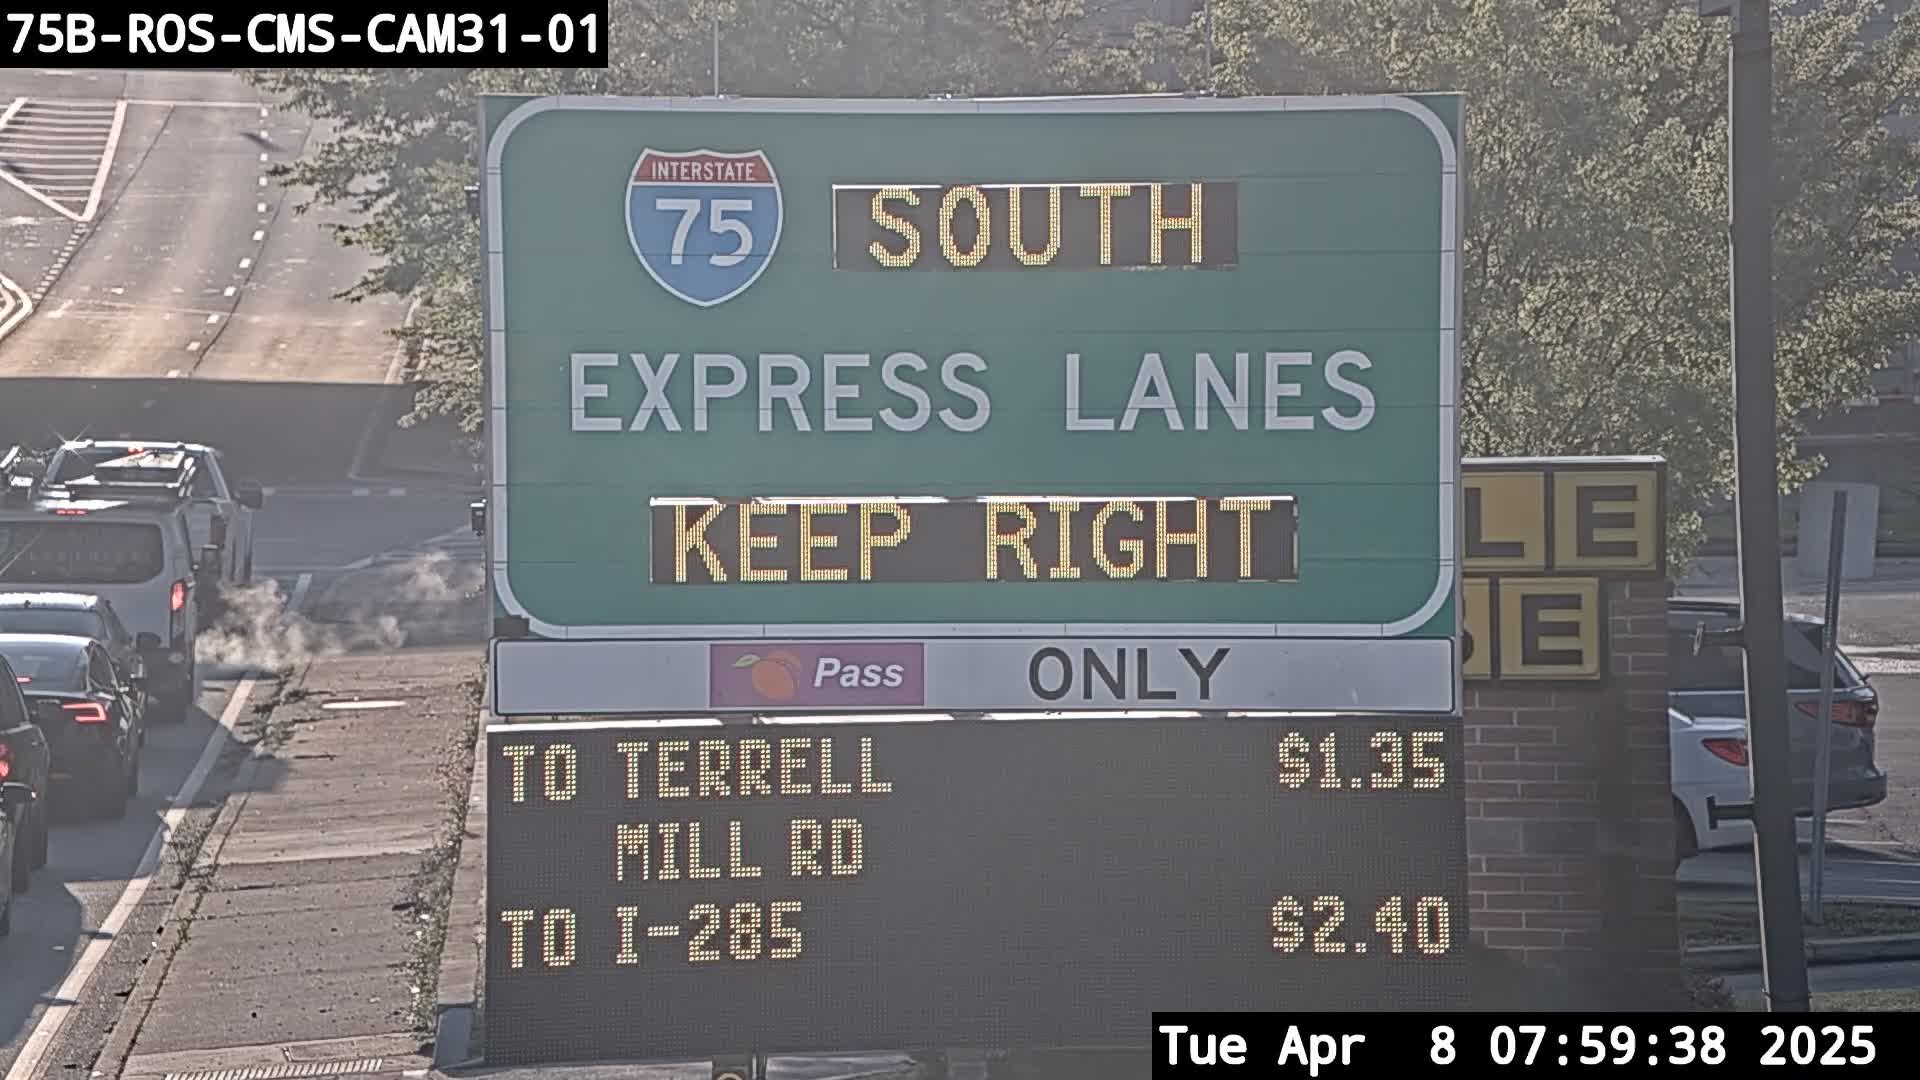 75B-ROS-CMS-CAM31-01
INTERSTATE
75
SOUTH
EXPRESS LANES
KEEP RIGHT
Pass ONLY
TO TERRELL $1.35
MILL RD
TO I-285 $2.40
LE
E
Tue Apr 8 07:59:38 2025